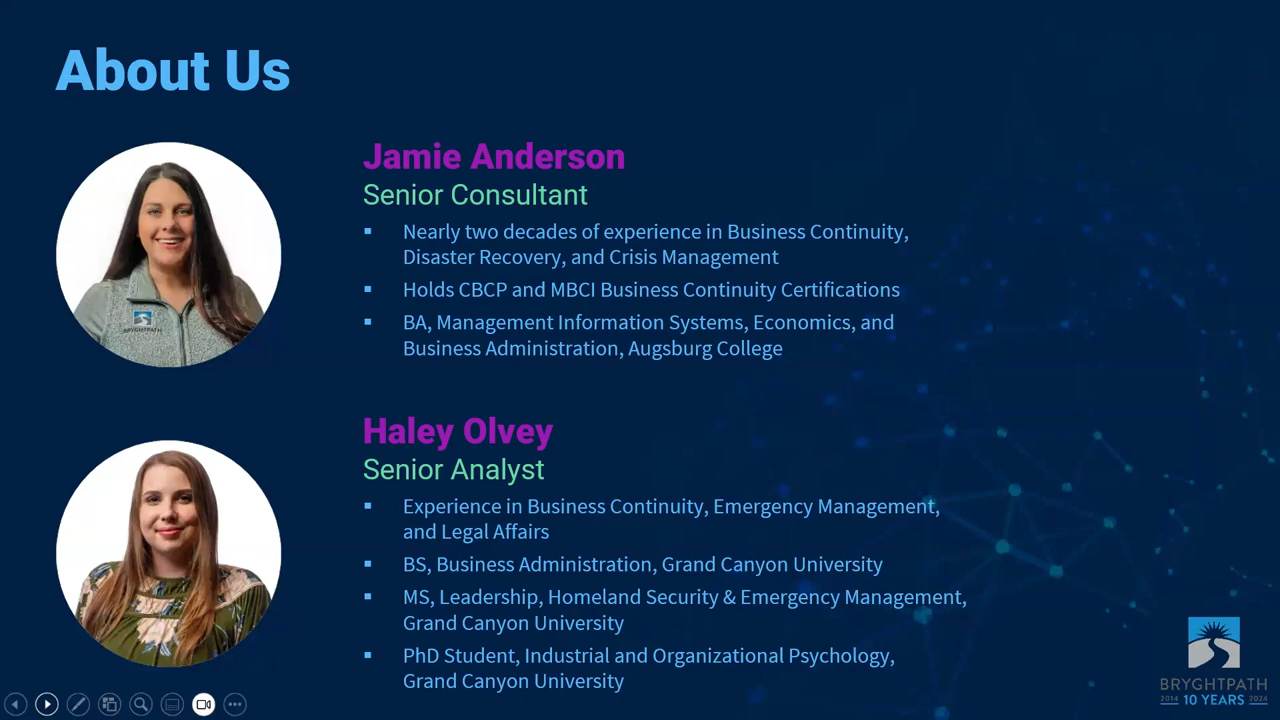 About Us
Jamie Anderson
Senior Consultant
▪ Nearly two decades of experience in Business Continuity,
Disaster Recovery, and Crisis Management
▪ Holds CBCP and MBCI Business Continuity Certifications
▪ BA, Management Information Systems, Economics, and
Business Administration, Augsburg College
BRYGHTPATH
Haley Olvey
Senior Analyst
▪ Experience in Business Continuity, Emergency Management,
and Legal Affairs
▪ BS, Business Administration, Grand Canyon University
▪ MS, Leadership, Homeland Security & Emergency Management,
Grand Canyon University
▪ PhD Student, Industrial and Organizational Psychology,
Grand Canyon University
BRYGHTPATH
2014 10 YEARS 2024